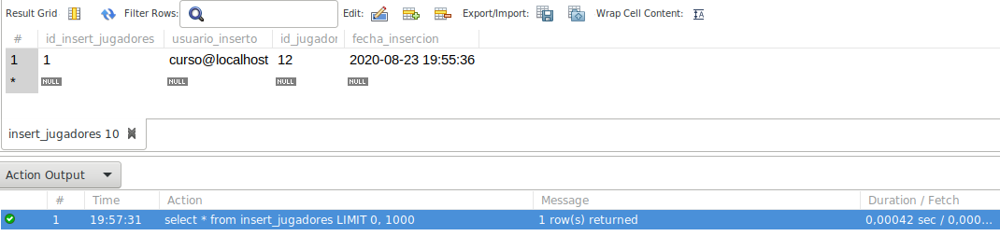 Result Grid Filter Rows: Edit: Export/Import: Wrap Cell Content: IA
# id_insert_jugadores usuario_inserto id_jugador fecha_insercion
1 1 curso@localhost 12 2020-08-23 19:55:36
* NULL NULL NULL NULL
insert_jugadores 10
Action Output
# Time Action Message Duration / Fetch
1 19:57:31 select * from insert_jugadores LIMIT 0, 1000 1 row(s) returned 0,00042 sec / 0,000...